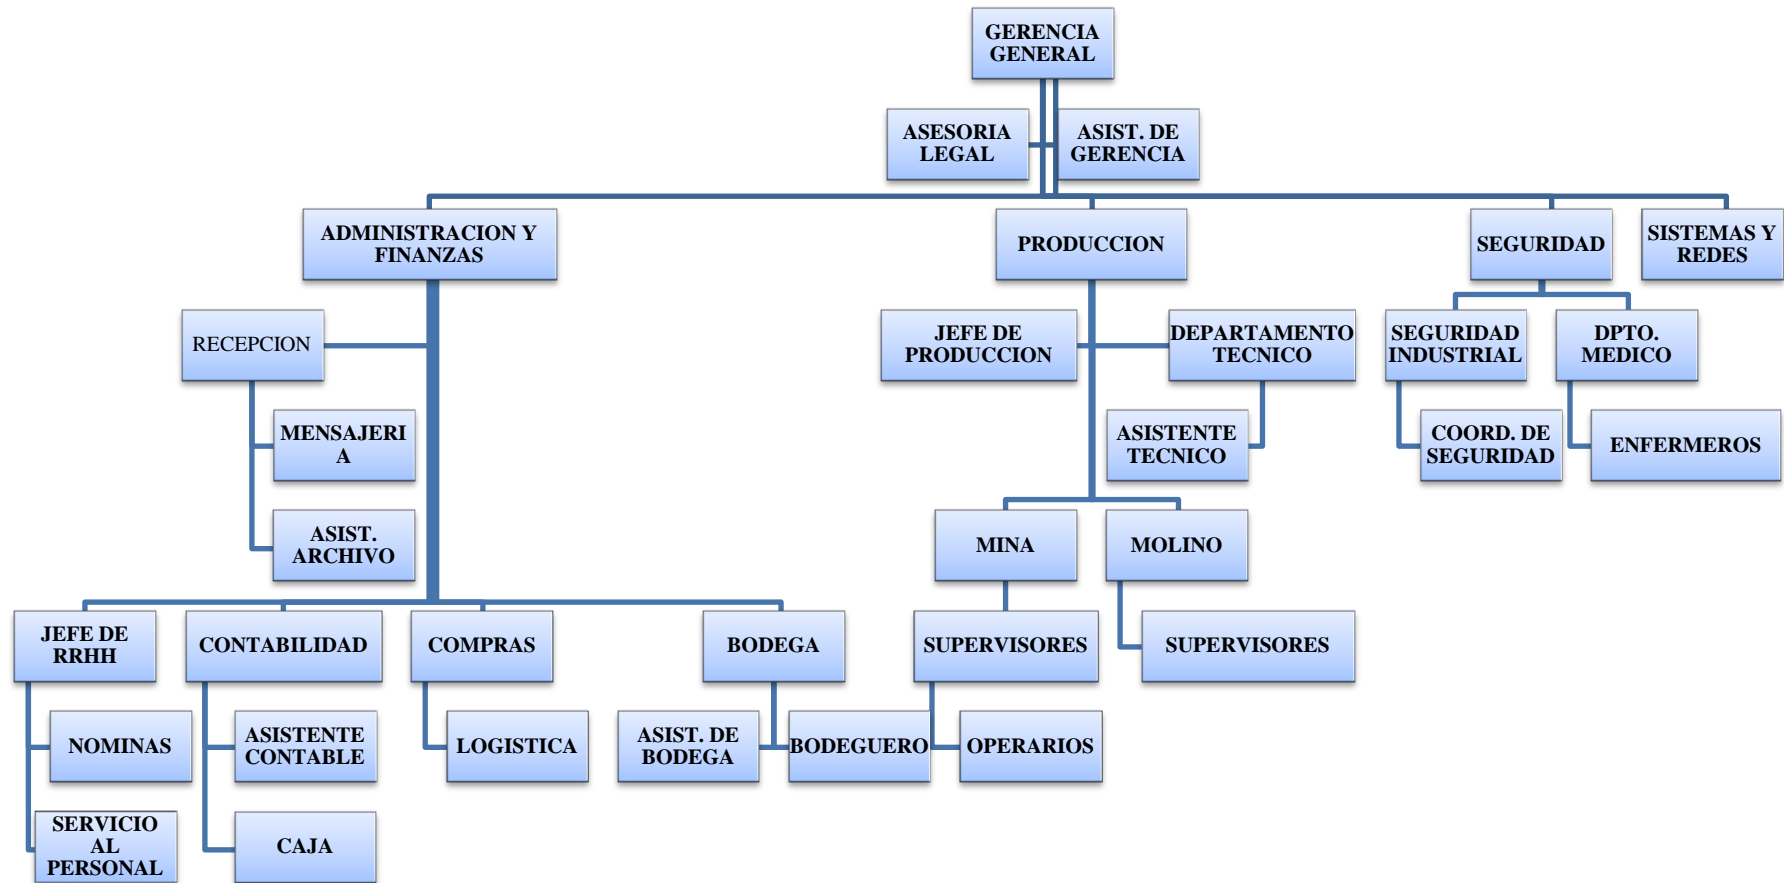 GERENCIA
GENERAL
ASESORIA
LEGAL
ASIST. DE
GERENCIA
ADMINISTRACION Y
FINANZAS
PRODUCCION
SEGURIDAD
SISTEMAS Y
REDES
RECEPCION
JEFE DE
PRODUCCION
DEPARTAMENTO
TECNICO
SEGURIDAD
INDUSTRIAL
DPTO.
MEDICO
MENSAJERI
A
ASISTENTE
TECNICO
COORD. DE
SEGURIDAD
ENFERMEROS
ASIST.
ARCHIVO
MINA
MOLINO
JEFE DE
RRHH
CONTABILIDAD
COMPRAS
BODEGA
SUPERVISORES
SUPERVISORES
NOMINAS
ASISTENTE
CONTABLE
LOGISTICA
ASIST. DE
BODEGA
BODEGUERO
OPERARIOS
SERVICIO
AL
PERSONAL
CAJA